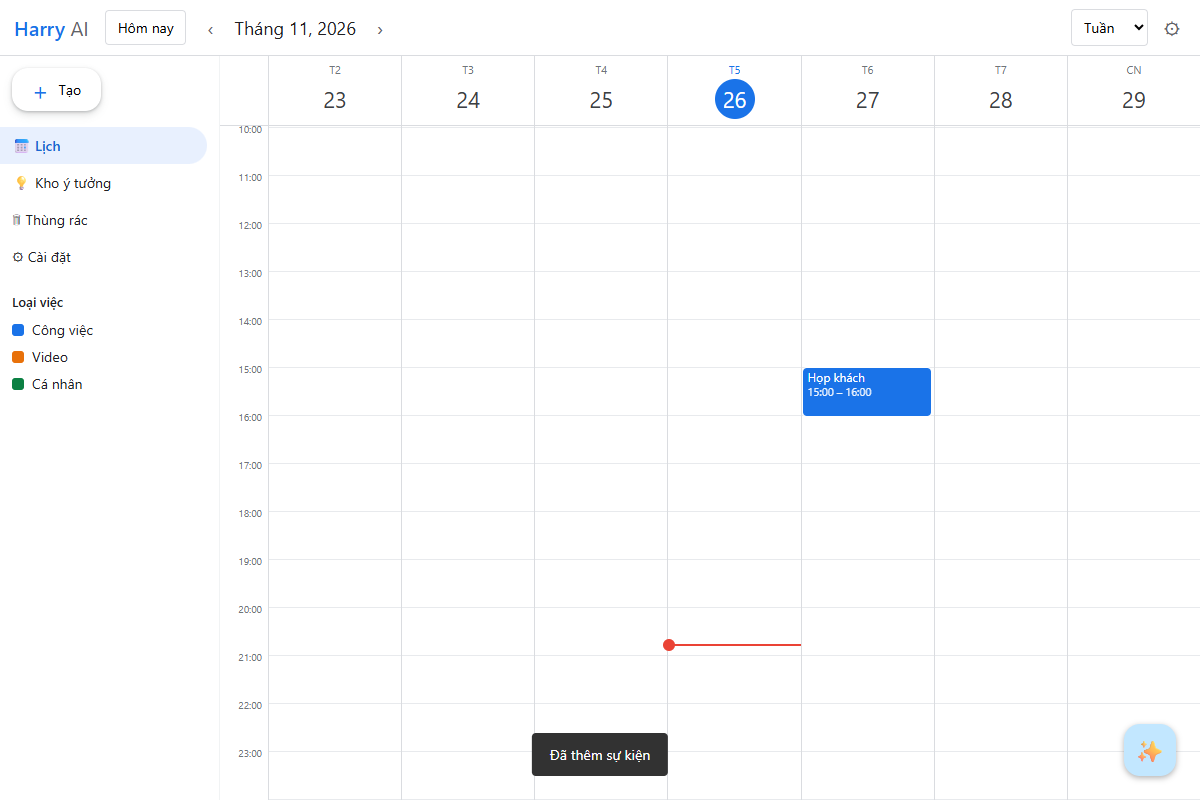 Harry AI
Hôm nay
‹ Tháng 11, 2026 ›
Tuần
+ Tạo
Lịch
Kho ý tưởng
Thùng rác
Cài đặt
Loại việc
Công việc
Video
Cá nhân
T2 T3 T4 T5 T6 T7 CN
23 24 25 26 27 28 29
10:00
11:00
12:00
13:00
14:00
15:00
Họp khách
15:00 – 16:00
16:00
17:00
18:00
19:00
20:00
21:00
22:00
23:00
Đã thêm sự kiện